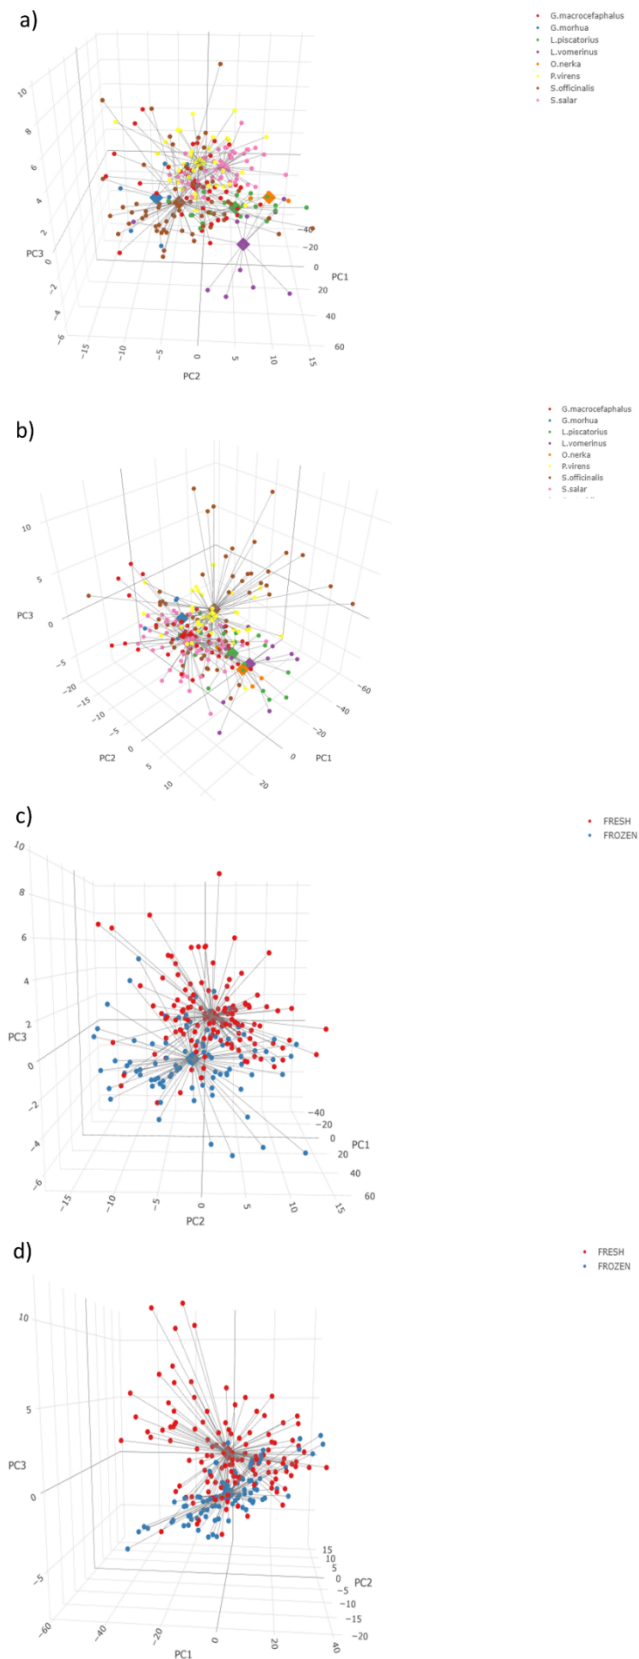 a)
G.macrocefaphalus
G.morhua
L.piscatorius
L.vomerinus
O.nerka
P.virens
S.officinalis
S.salar
10
8
6
4
2
0
−2
−4
−6
PC3
−15
−10
−5
0
5
10
15
PC2
−40
−20
0
20
40
60
PC1
b)
G.macrocefaphalus
G.morhua
L.piscatorius
L.vomerinus
O.nerka
P.virens
S.officinalis
S.salar
10
5
0
−5
PC3
−20
−15
−10
−5
0
5
10
PC2
−60
−40
−20
0
20
PC1
c)
FRESH
FROZEN
10
8
6
4
2
0
−2
−4
−6
PC3
−15
−10
−5
0
5
10
15
PC2
−40
−20
0
20
40
60
PC1
d)
FRESH
FROZEN
10
5
0
−5
PC3
−60
−40
−20
0
20
40
PC1
15
10
5
0
−5
−10
−15
−20
PC2